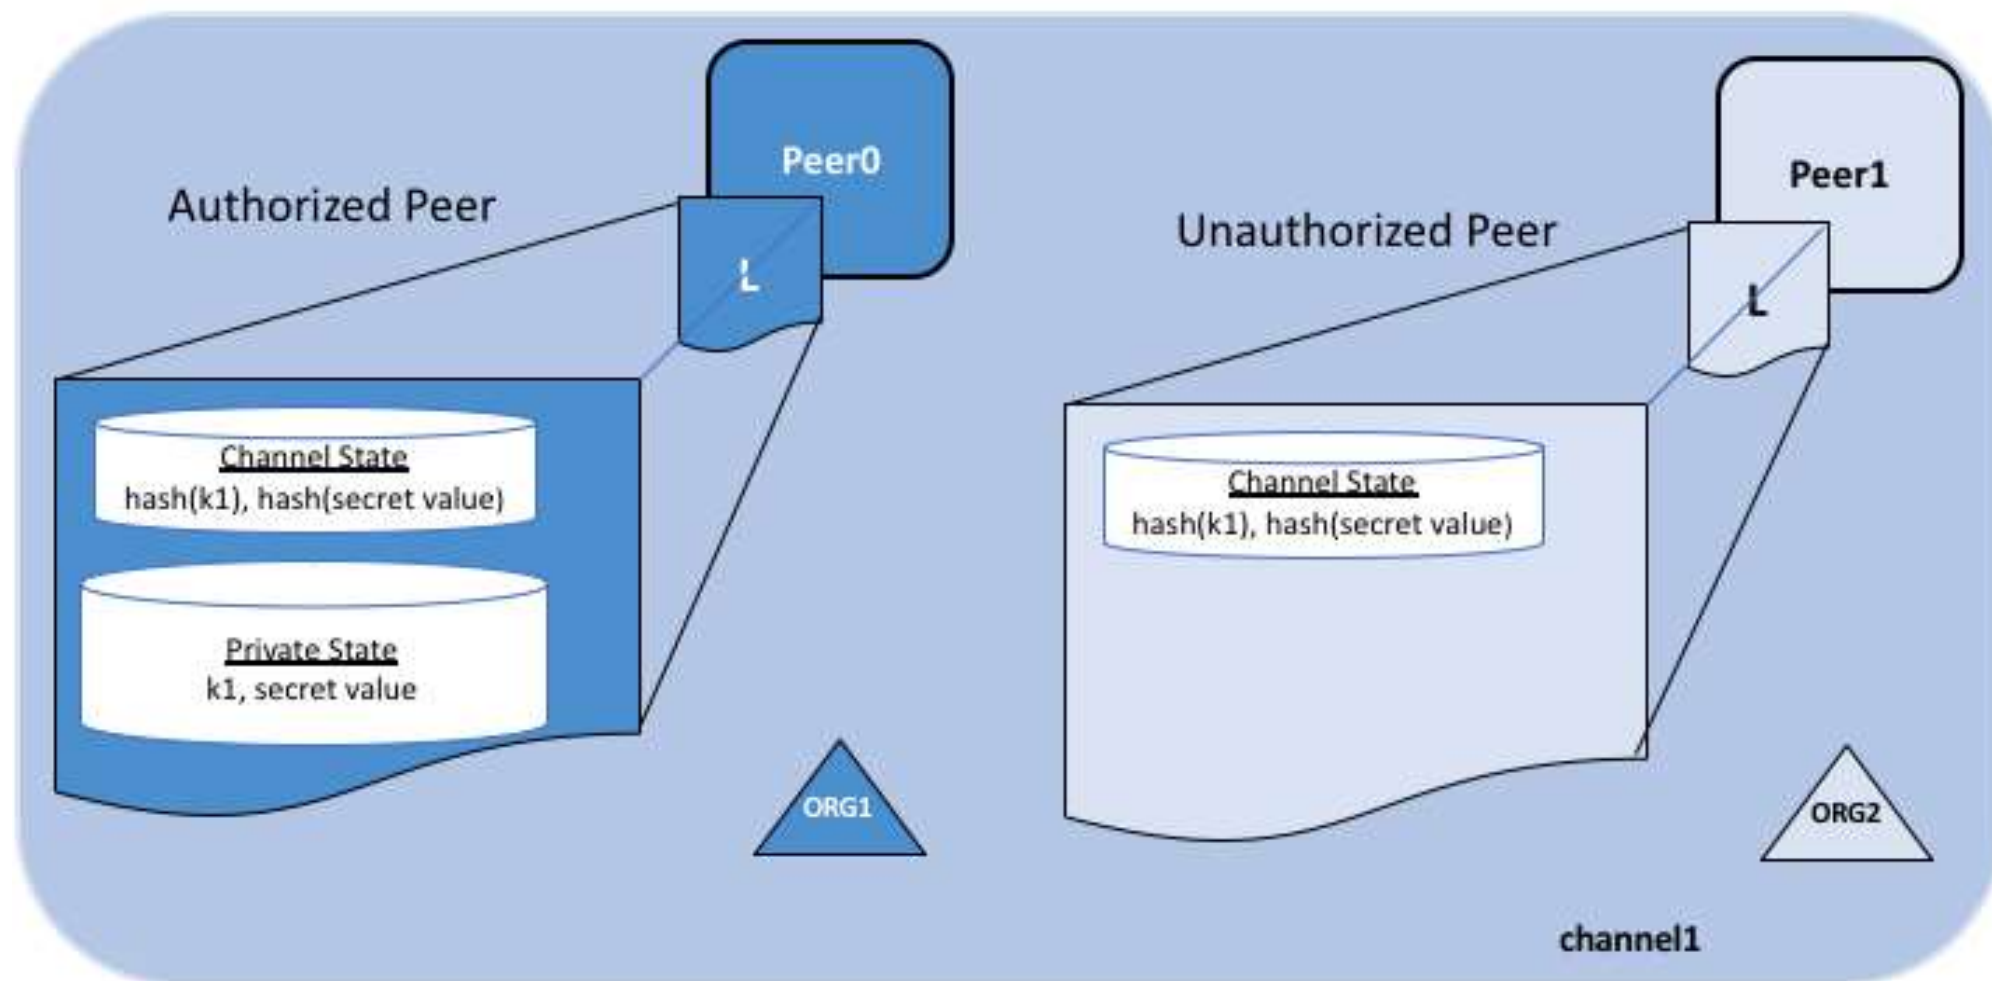 Peer0
Authorized Peer
L
Channel State
hash(k1), hash(secret value)
Private State
k1, secret value
ORG1
Peer1
Unauthorized Peer
L
Channel State
hash(k1), hash(secret value)
ORG2
channel1